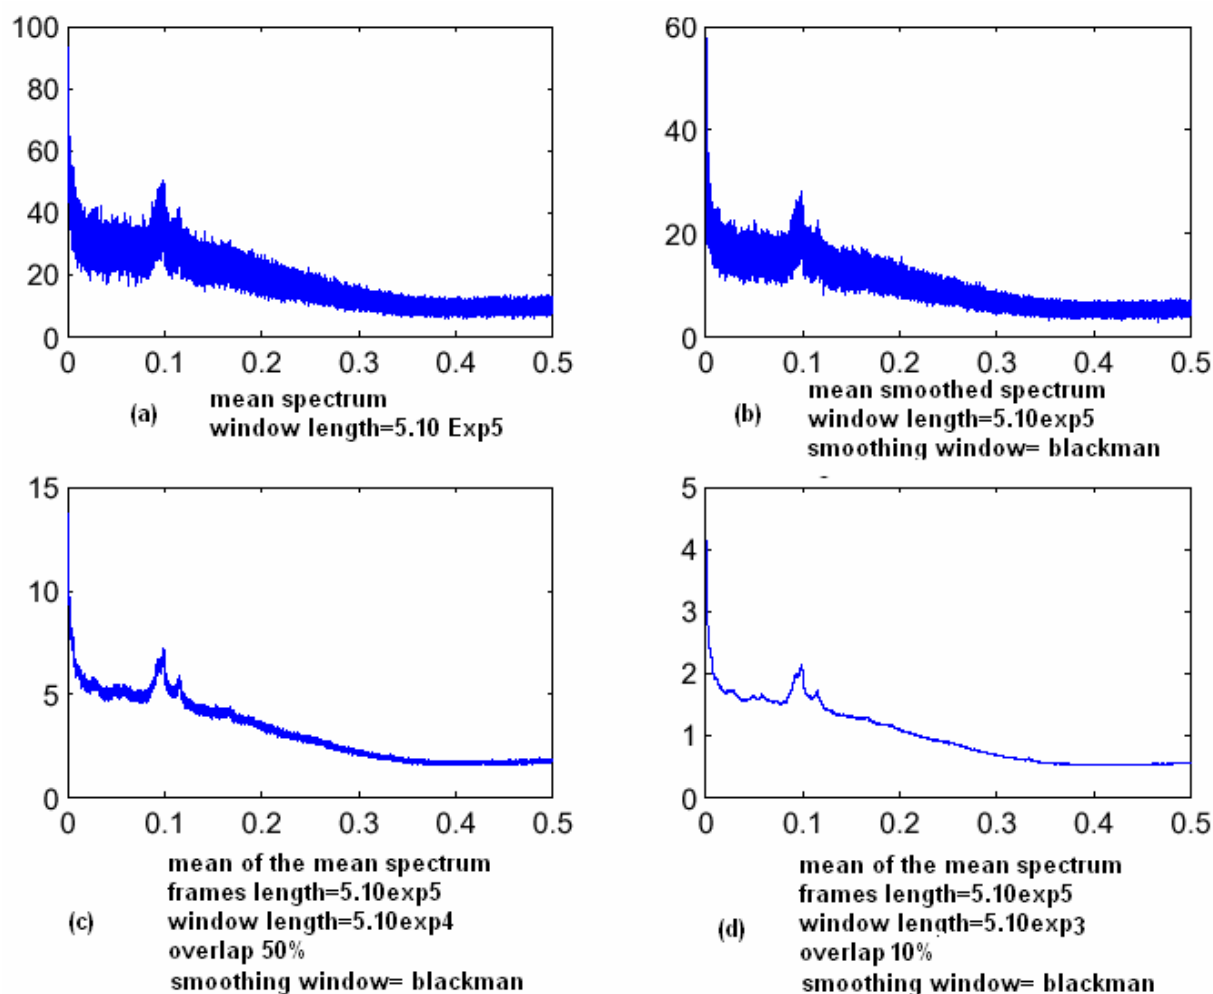 100
80
60
40
20
0
0 0.1 0.2 0.3 0.4 0.5
(a)
mean spectrum
window length=5.10 Exp5
60
40
20
0
0 0.1 0.2 0.3 0.4 0.5
(b)
mean smoothed spectrum
window length=5.10exp5
smoothing window= blackman
15
10
5
0
0 0.1 0.2 0.3 0.4 0.5
(c)
mean of the mean spectrum
frames length=5.10exp5
window length=5.10exp4
overlap 50%
smoothing window= blackman
5
4
3
2
1
0
0 0.1 0.2 0.3 0.4 0.5
(d)
mean of the mean spectrum
frames length=5.10exp5
window length=5.10exp3
overlap 10%
smoothing window= blackman